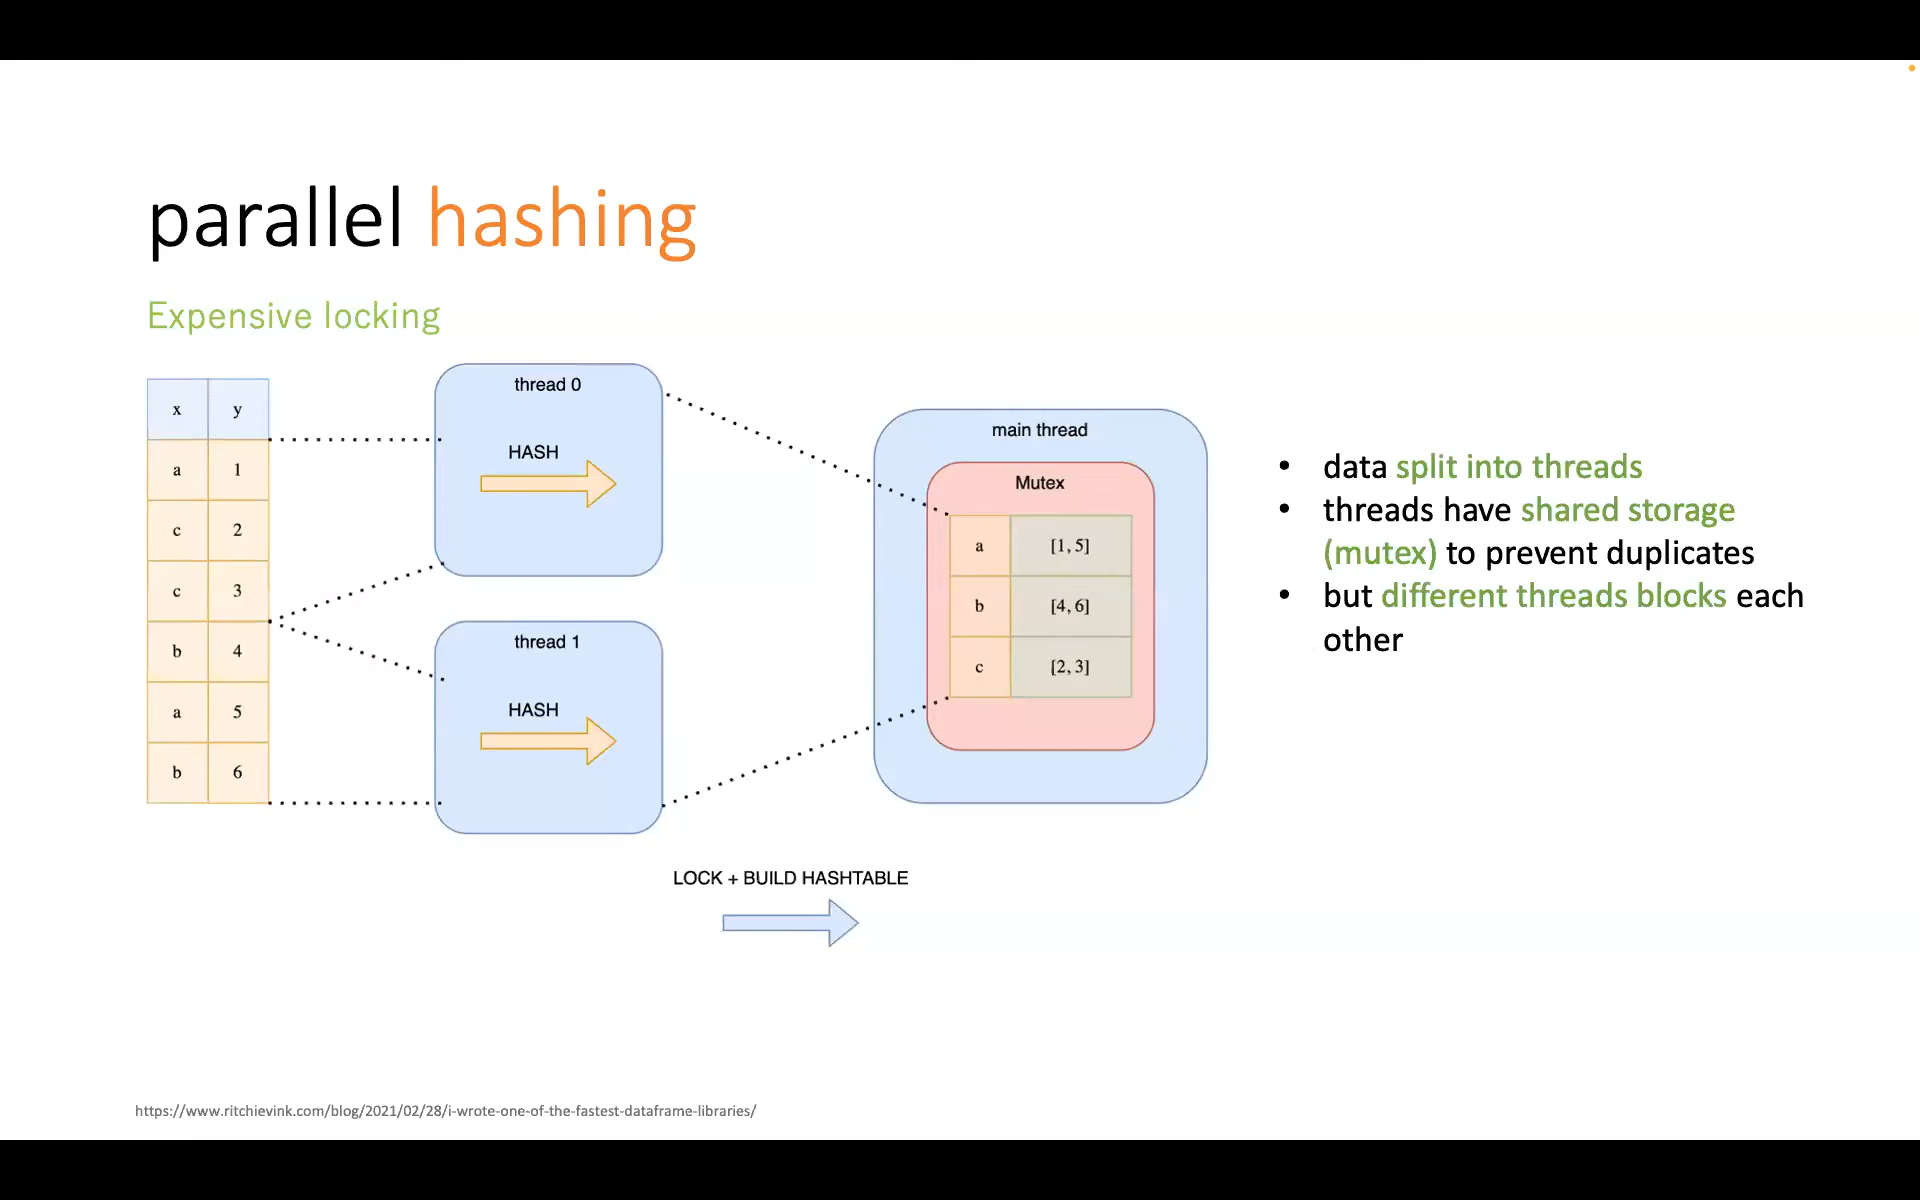 parallel hashing
Expensive locking
x y
a 1
c 2
c 3
b 4
a 5
b 6
thread 0
HASH
thread 1
HASH
main thread
Mutex
a [1, 5]
b [4, 6]
c [2, 3]
LOCK + BUILD HASHTABLE
• data split into threads
• threads have shared storage
(mutex) to prevent duplicates
• but different threads blocks each
other
https://www.ritchievink.com/blog/2021/02/28/i-wrote-one-of-the-fastest-dataframe-libraries/